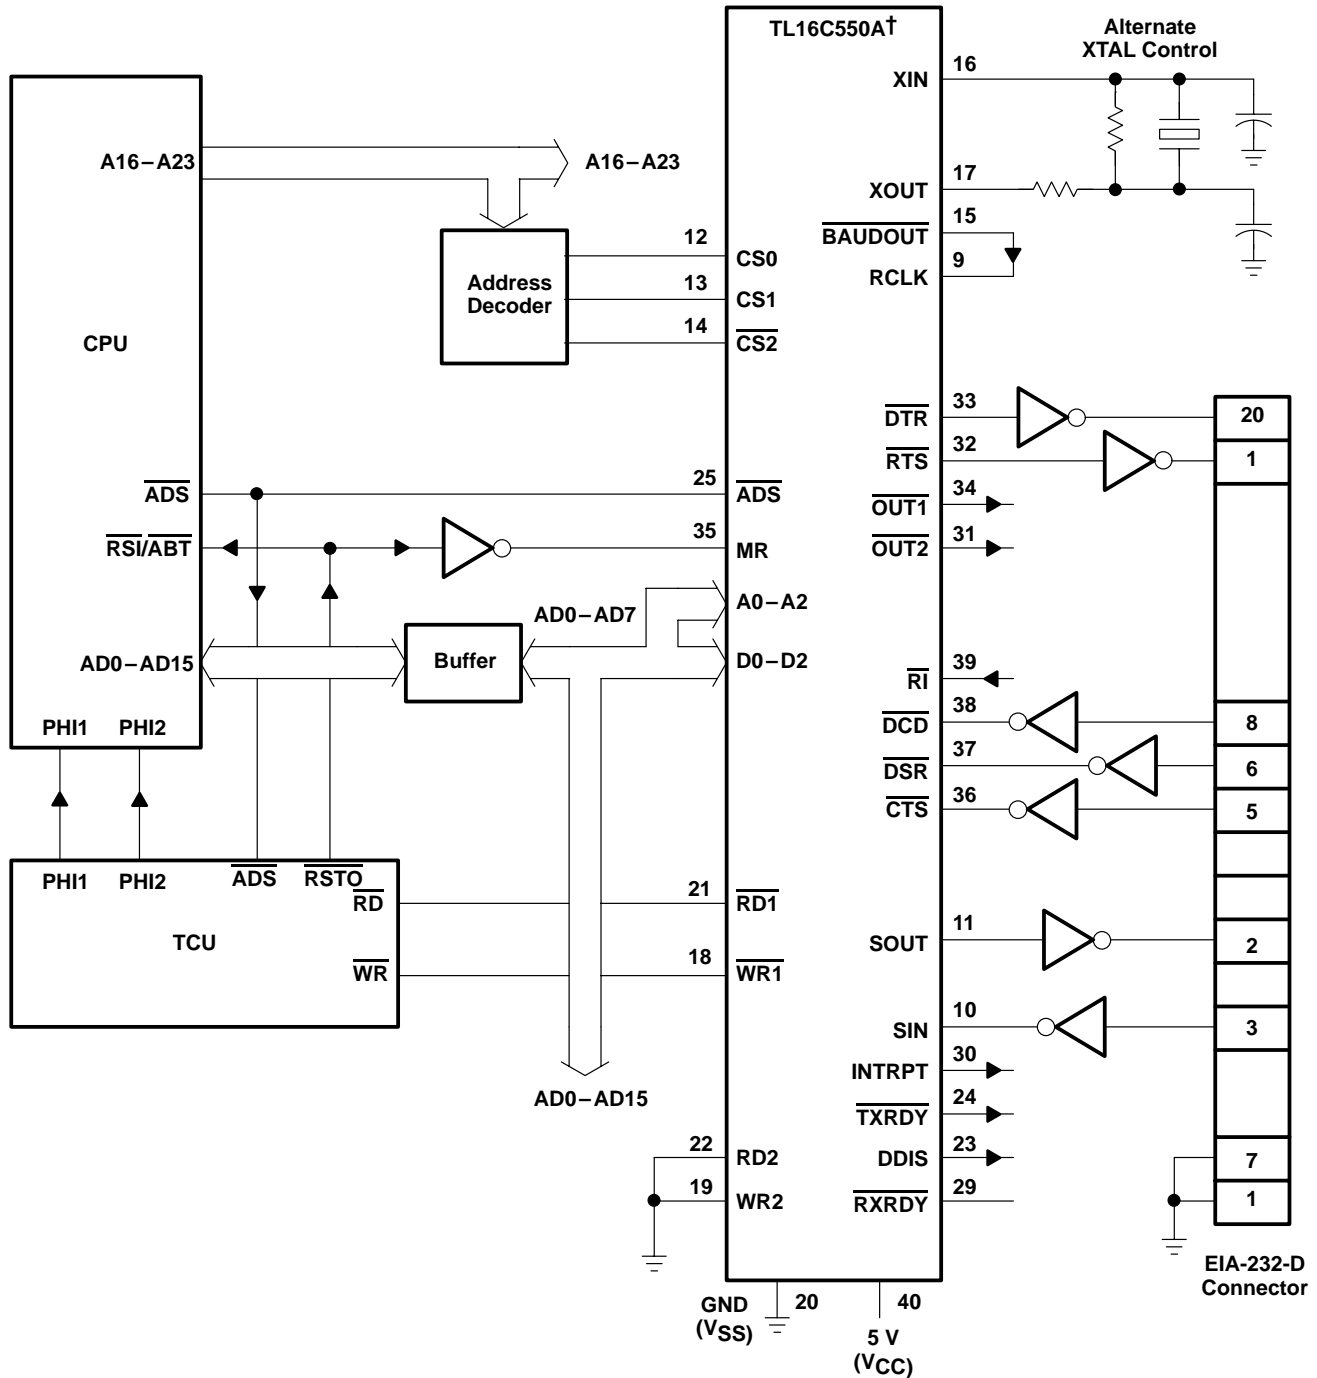 TL16C550A†
Alternate
XTAL Control
XIN
16
A16–A23
A16–A23
XOUT
17
BAUDOUT
15
RCLK
9
Address
Decoder
12
CS0
13
CS1
14
CS2
CPU
DTR
33
20
RTS
32
1
OUT1
34
OUT2
31
ADS
25
ADS
RSI/ABT
35
MR
AD0–AD7
A0–A2
AD0–AD15
Buffer
D0–D2
RI
39
DCD
38
8
DSR
37
6
CTS
36
5
PHI1
PHI2
PHI1
PHI2
ADS
RSTO
RD
TCU
WR
21
RD1
18
WR1
SOUT
11
2
SIN
10
3
INTRPT
30
TXRDY
24
AD0–AD15
22
RD2
DDIS
23
7
19
WR2
RXRDY
29
1
EIA-232-D
Connector
GND
(VSS)
20
40
5 V
(VCC)